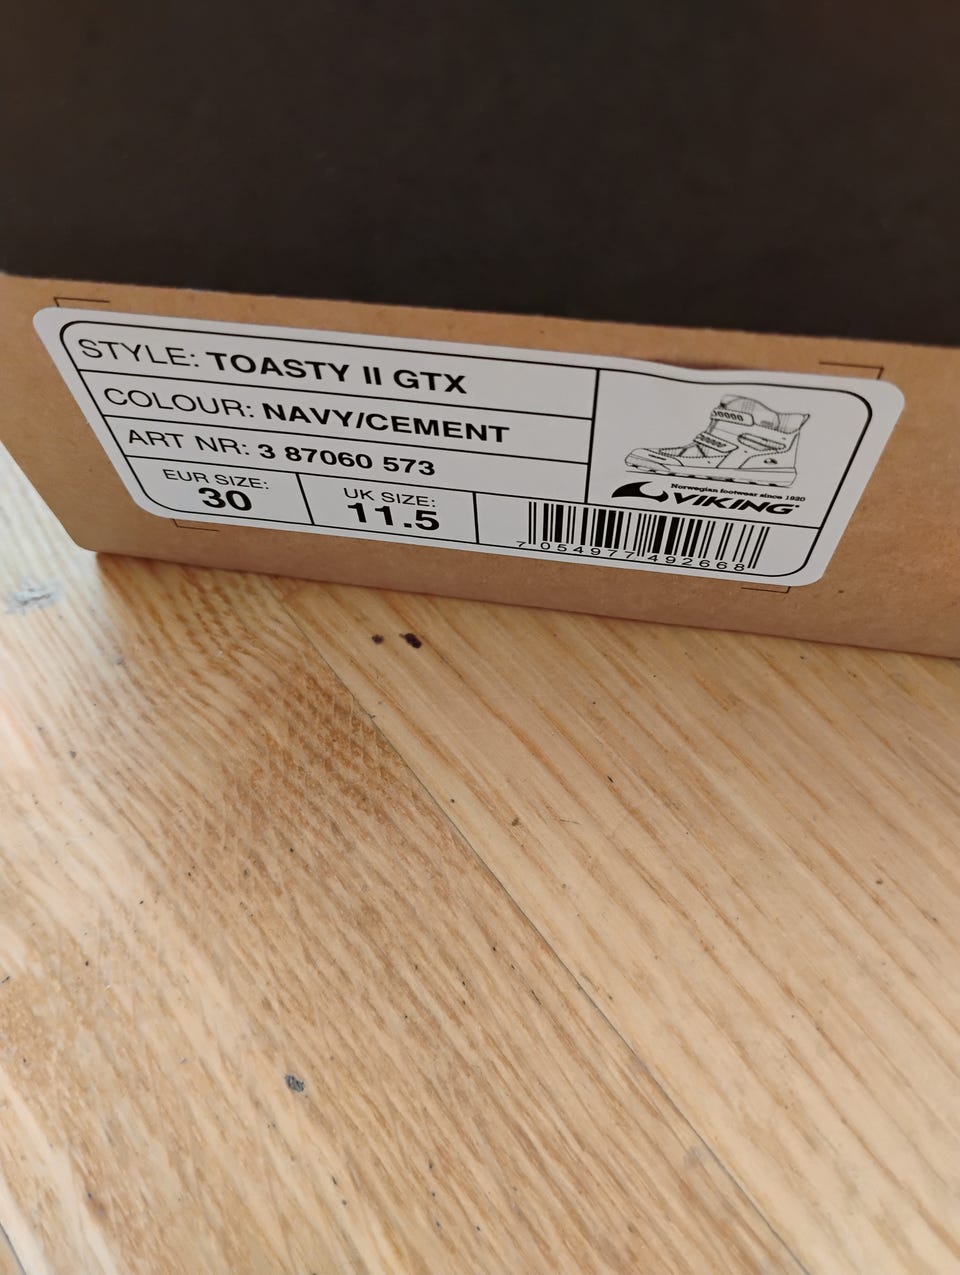 STYLE: TOASTY II GTX
COLOUR: NAVY/CEMENT
ART NR: 3 87060 573
EUR SIZE:
30
UK SIZE:
11.5
Norwegian footwear since 1920
VIKING
7 054977 492668